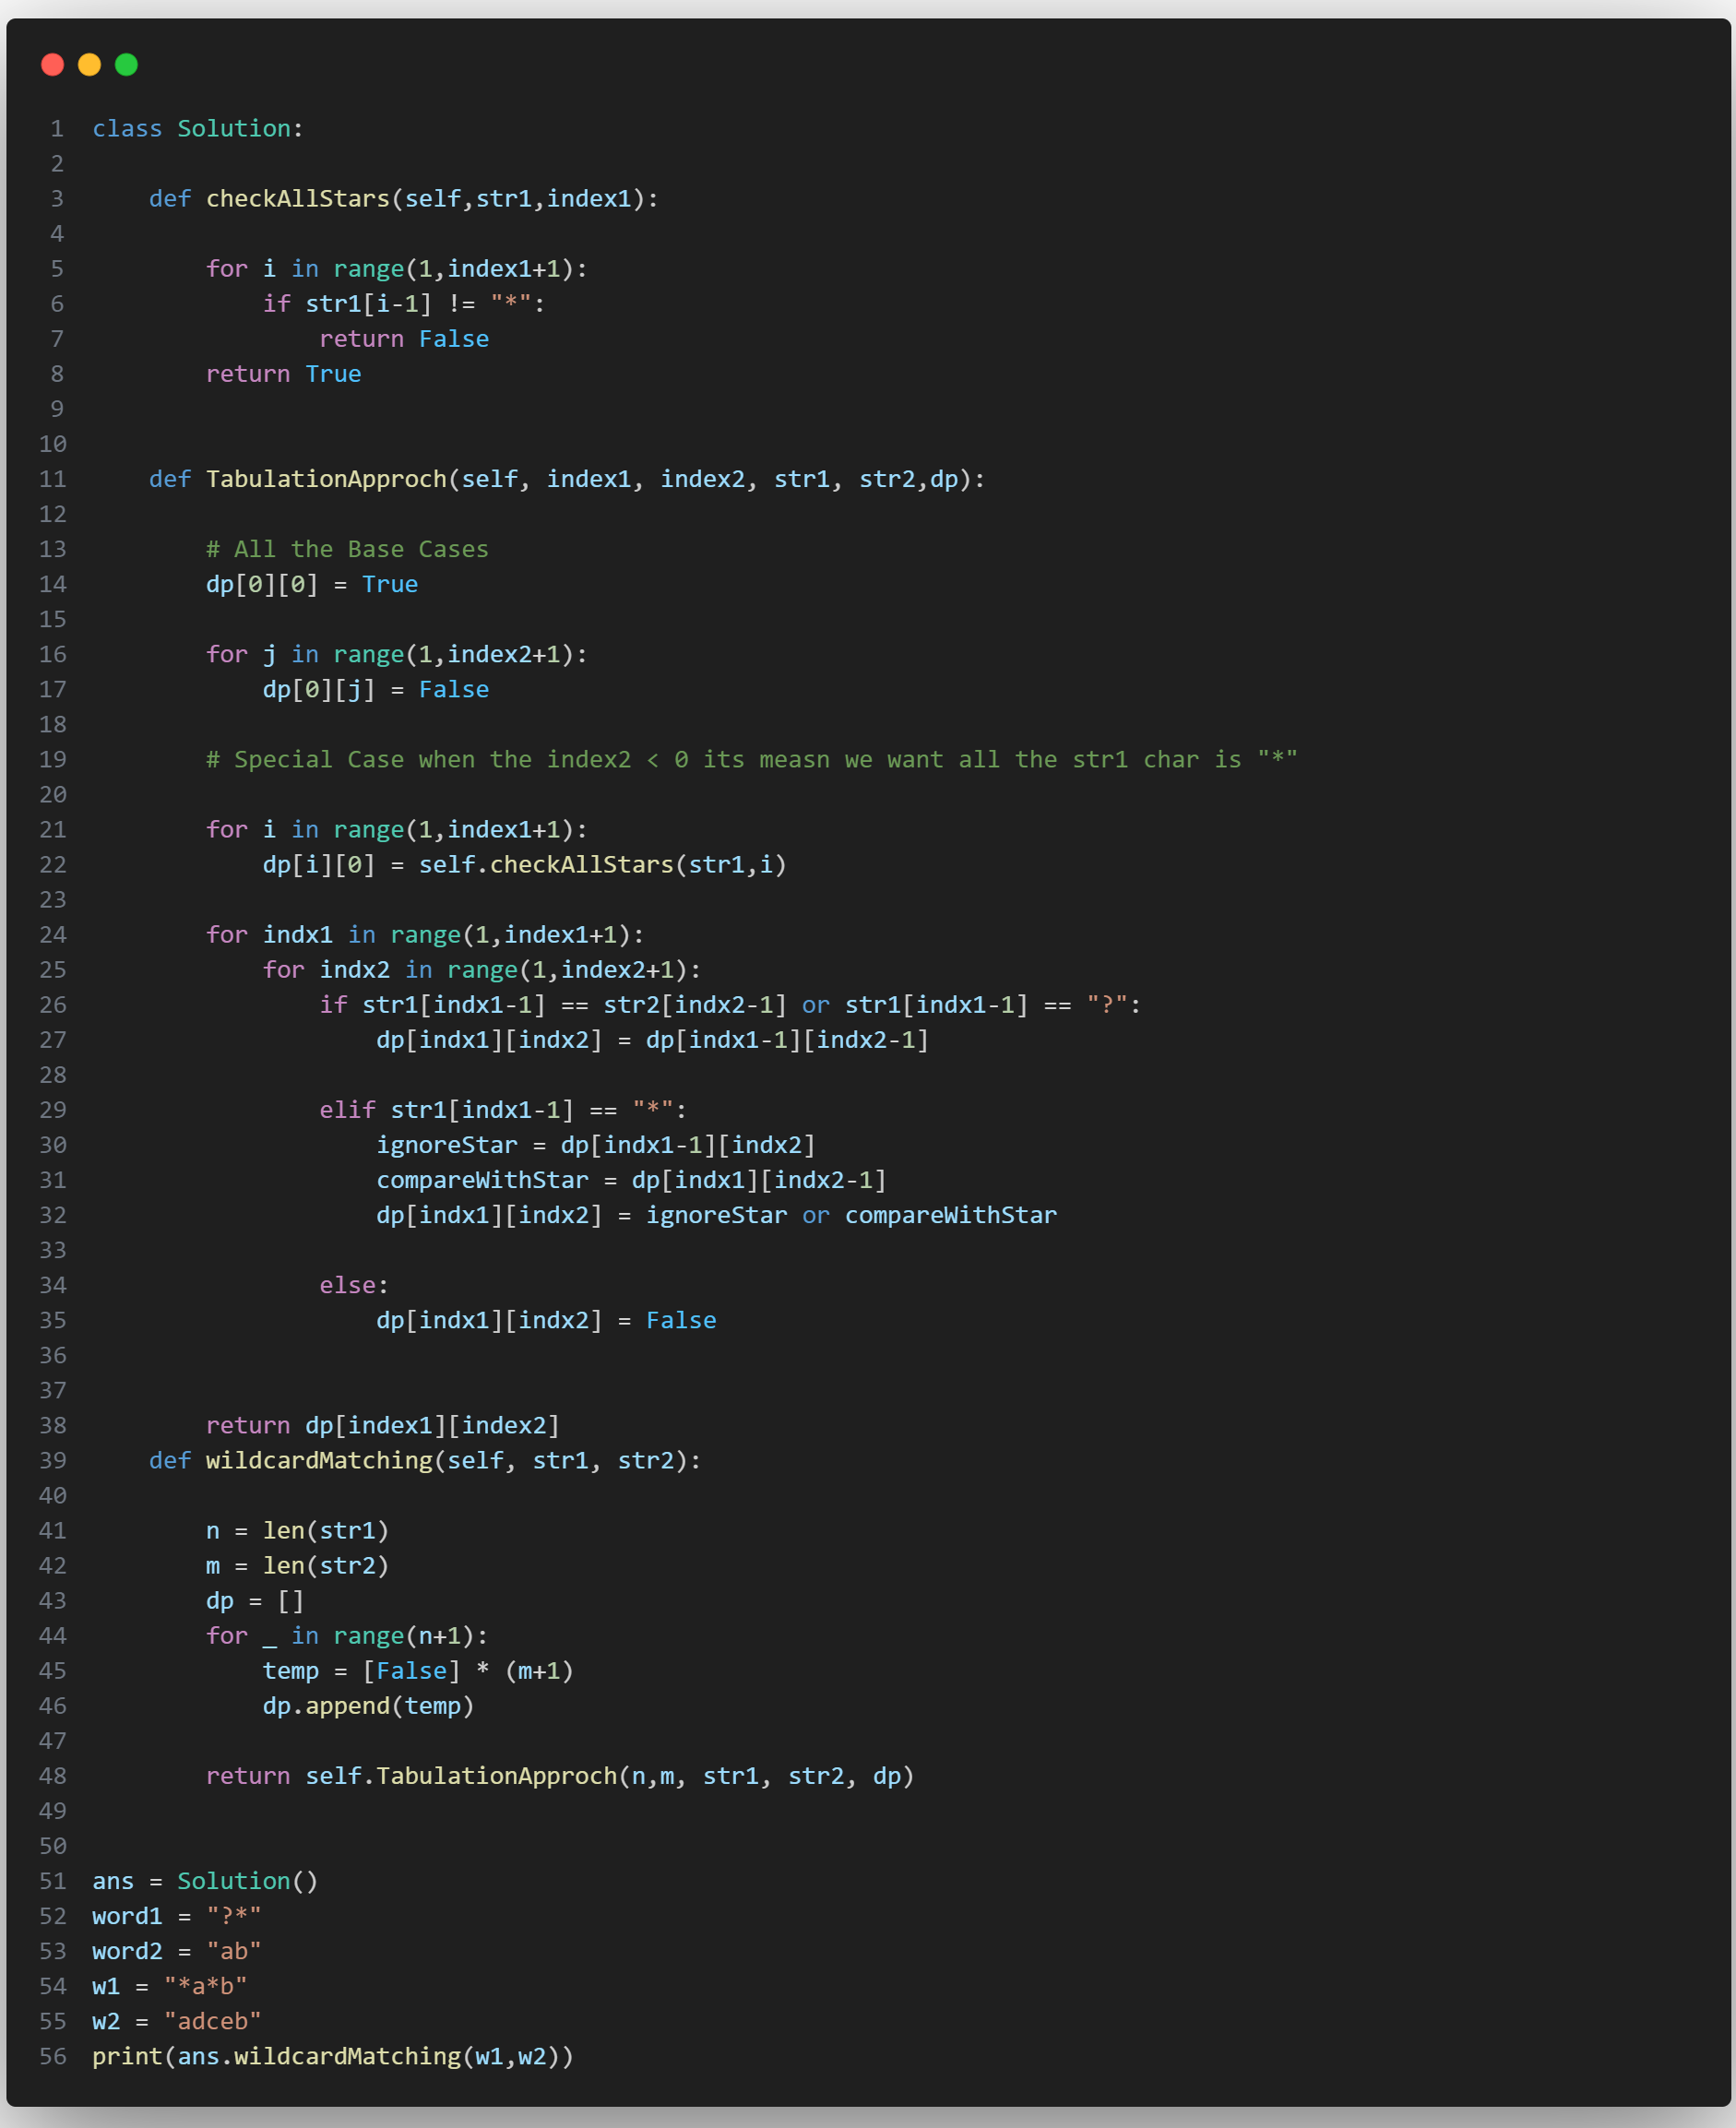 1 class Solution:
2
3     def checkAllStars(self,str1,index1):
4
5         for i in range(1,index1+1):
6             if str1[i-1] != "*":
7                 return False
8         return True
9
10
11     def TabulationApproch(self, index1, index2, str1, str2,dp):
12
13         # All the Base Cases
14         dp[0][0] = True
15
16         for j in range(1,index2+1):
17             dp[0][j] = False
18
19         # Special Case when the index2 < 0 its measn we want all the str1 char is "*"
20
21         for i in range(1,index1+1):
22             dp[i][0] = self.checkAllStars(str1,i)
23
24         for indx1 in range(1,index1+1):
25             for indx2 in range(1,index2+1):
26                 if str1[indx1-1] == str2[indx2-1] or str1[indx1-1] == "?":
27                     dp[indx1][indx2] = dp[indx1-1][indx2-1]
28
29                 elif str1[indx1-1] == "*":
30                     ignoreStar = dp[indx1-1][indx2]
31                     compareWithStar = dp[indx1][indx2-1]
32                     dp[indx1][indx2] = ignoreStar or compareWithStar
33
34                 else:
35                     dp[indx1][indx2] = False
36
37
38         return dp[index1][index2]
39     def wildcardMatching(self, str1, str2):
40
41         n = len(str1)
42         m = len(str2)
43         dp = []
44         for _ in range(n+1):
45             temp = [False] * (m+1)
46             dp.append(temp)
47
48         return self.TabulationApproch(n,m, str1, str2, dp)
49
50
51 ans = Solution()
52 word1 = "?*"
53 word2 = "ab"
54 w1 = "*a*b"
55 w2 = "adceb"
56 print(ans.wildcardMatching(w1,w2))